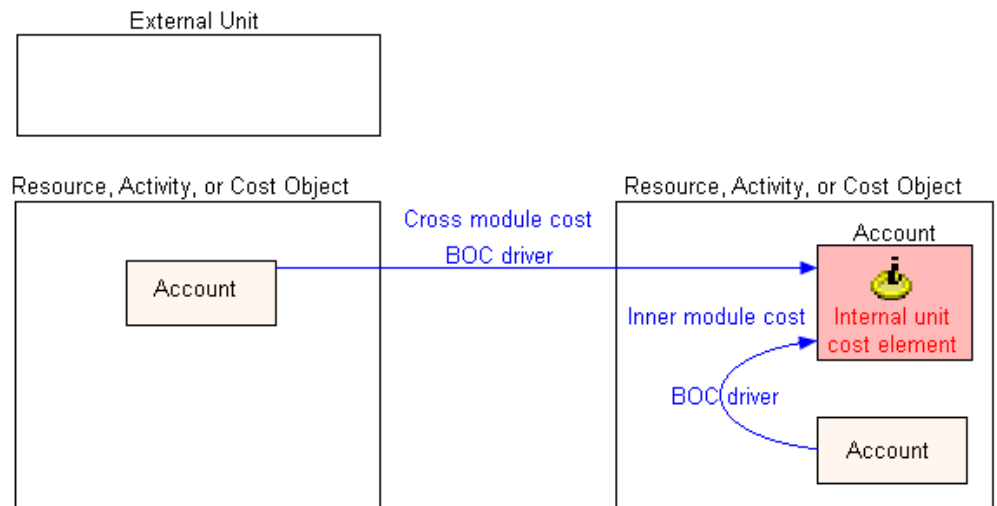 External Unit
Resource, Activity, or Cost Object
Resource, Activity, or Cost Object
Cross module cost
BOC driver
Account
Account
Internal unit
cost element
Inner module cost
BOC driver
Account